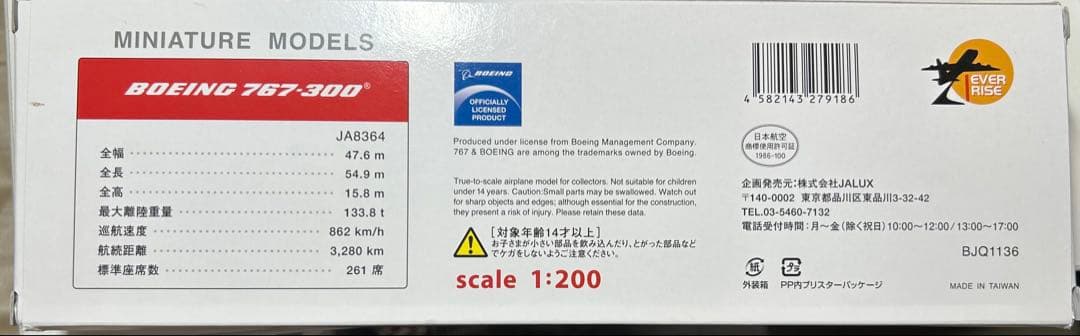 MINIATURE MODELS
BOEING 767-300®
JA8364
全幅 47.6 m
全長 54.9 m
全高 15.8 m
最大離陸重量 133.8 t
巡航速度 862 km/h
航続距離 3,280 km
標準座席数 261 席
BOEING
OFFICIALLY
LICENSED
PRODUCT
Produced under license from Boeing Management Company.
767 & BOEING are among the trademarks owned by Boeing.
True-to-scale airplane model for collectors. Not suitable for children
under 14 years. Caution:Small parts may be swallowed. Watch out
for sharp objects and edges; although essential for the construction,
they present a risk of injury. Please retain these data.
[対象年齢14才以上]
お子さまが小さい部品を飲み込んだり、とがった部品など
でケガをしないようご注意ください。
scale 1:200
4 582143 279186
EVER
RISE
日本航空
商標使用許可証
1986-100
企画発売元:株式会社JALUX
〒140-0002 東京都品川区東品川3-32-42
TEL.03-5460-7132
電話受付時間:月〜金(除く祝日)10:00〜12:00/13:00〜17:00
BJQ1136
紙 プラ
外装箱 PP内ブリスターパッケージ
MADE IN TAIWAN